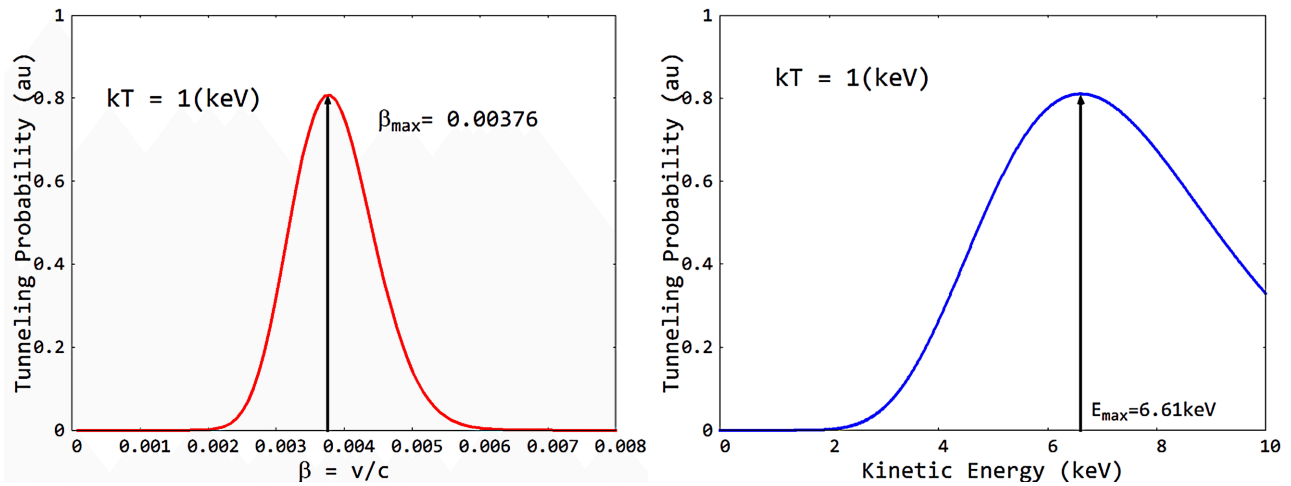 1
0.8
0.6
0.4
0.2
0
Tunneling Probability (au)
kT = 1(keV)
βmax= 0.00376
0 0.001 0.002 0.003 0.004 0.005 0.006 0.007 0.008
β = v/c
1
0.8
0.6
0.4
0.2
0
Tunneling Probability (au)
kT = 1(keV)
Emax=6.61keV
0 2 4 6 8 10
Kinetic Energy (keV)